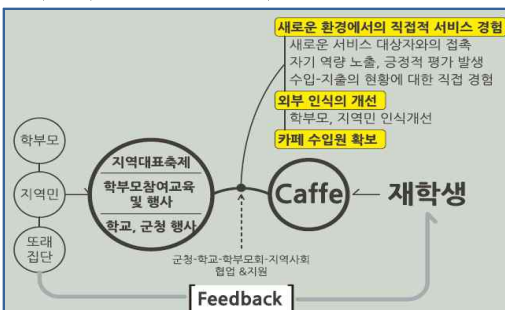 새로운 환경에서의 직접적 서비스 경험
새로운 서비스 대상자와의 접촉
자기 역량 노출, 긍정적 평가 발생
수입-지출의 현황에 대한 직접 경험
외부 인식의 개선
학부모, 지역민 인식개선
카페 수입원 확보
학부모
지역민
또래
집단
지역대표축제
학부모참여교육
및 행사
학교, 군청 행사
Caffe
재학생
군청-학교-학부모회-지역사회
협업 &지원
Feedback